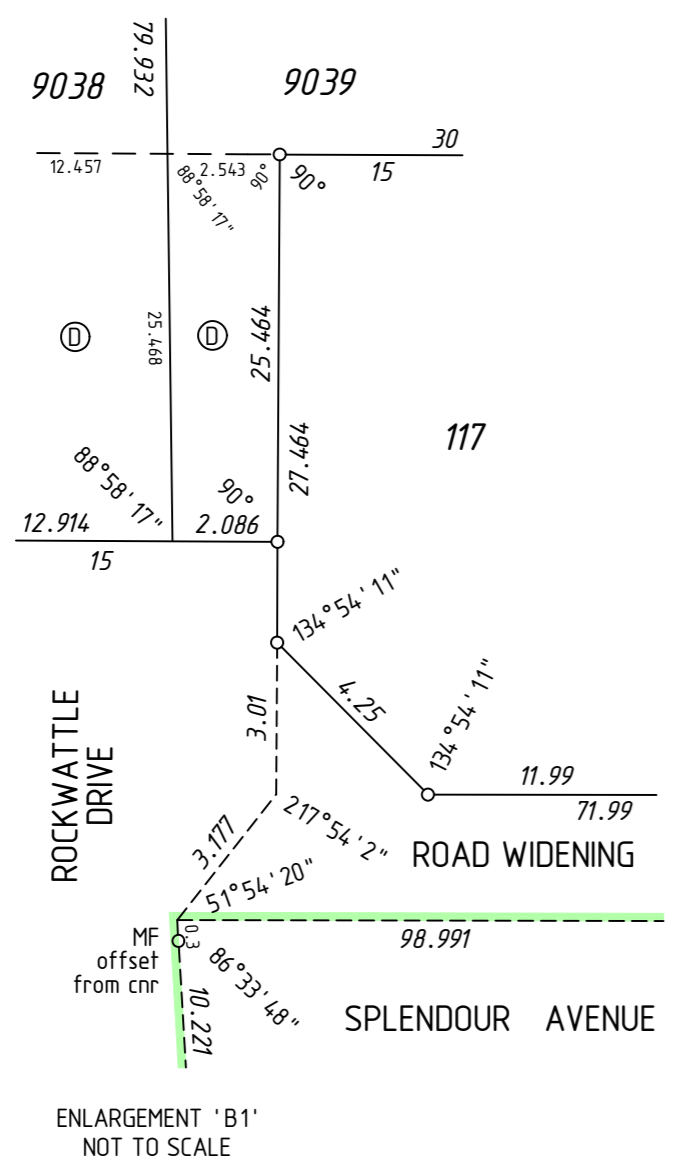 79.932
9038
9039
30
12.457
2.543
90°
90°
15
88°58'17"
D
D
25.468
25.464
27.464
117
88°58'17"
90°
12.914
2.086
15
134°54'11"
4.25
134°54'11"
3.01
ROCKWATTLE
DRIVE
11.99
71.99
217°54'2"
3.177
ROAD WIDENING
51°54'20"
0.3
MF
offset
from cnr
98.991
86°33'48"
10.221
SPLENDOUR AVENUE
ENLARGEMENT 'B1'
NOT TO SCALE